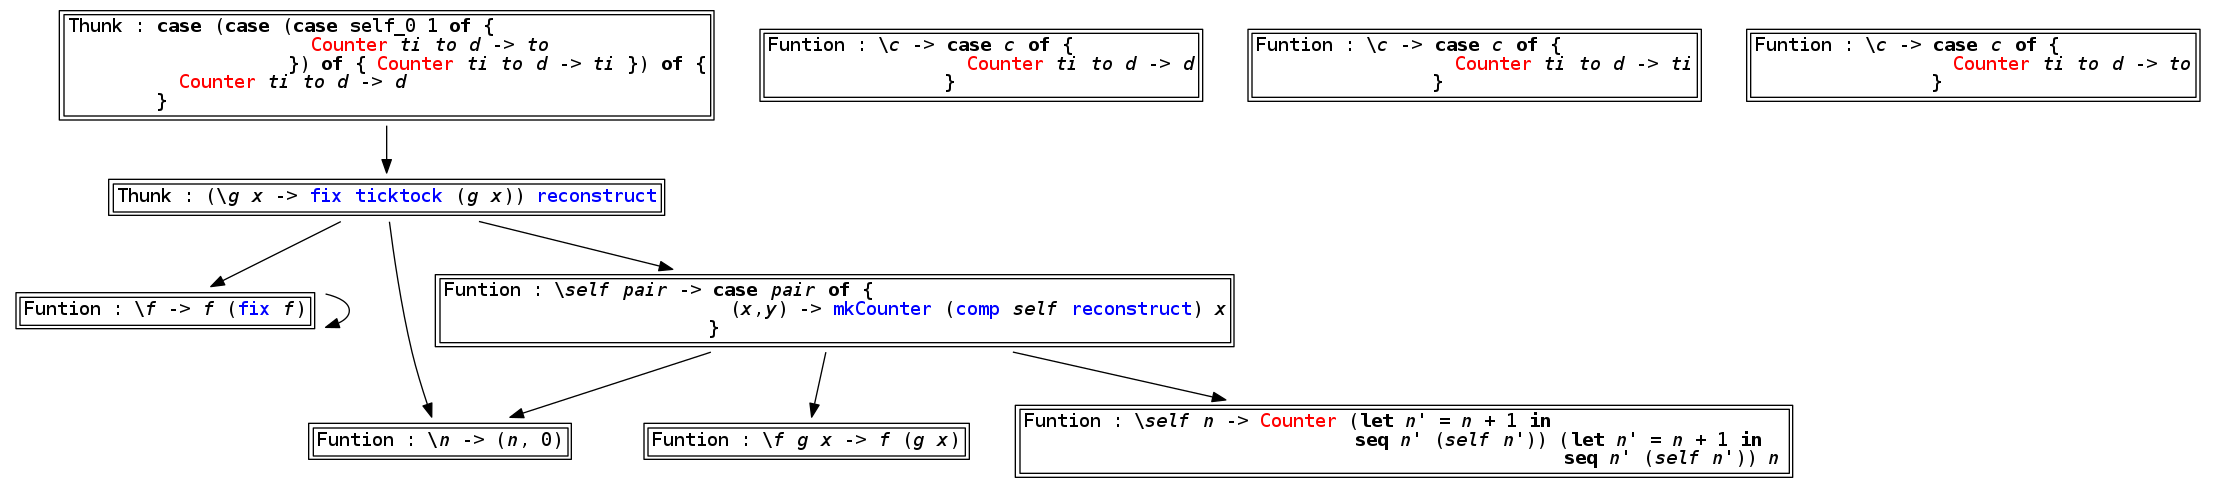 Thunk : case (case (case self_0 1 of {
Counter ti to d -> to
}) of { Counter ti to d -> ti }) of {
Counter ti to d -> d
}
Funtion : \c -> case c of {
Counter ti to d -> d
}
Funtion : \c -> case c of {
Counter ti to d -> ti
}
Funtion : \c -> case c of {
Counter ti to d -> to
}
Thunk : (\g x -> fix ticktock (g x)) reconstruct
Funtion : \f -> f (fix f)
Funtion : \self pair -> case pair of {
(x,y) -> mkCounter (comp self reconstruct) x
}
Funtion : \n -> (n, 0)
Funtion : \f g x -> f (g x)
Funtion : \self n -> Counter (let n' = n + 1 in
seq n' (self n')) (let n' = n + 1 in
seq n' (self n')) n